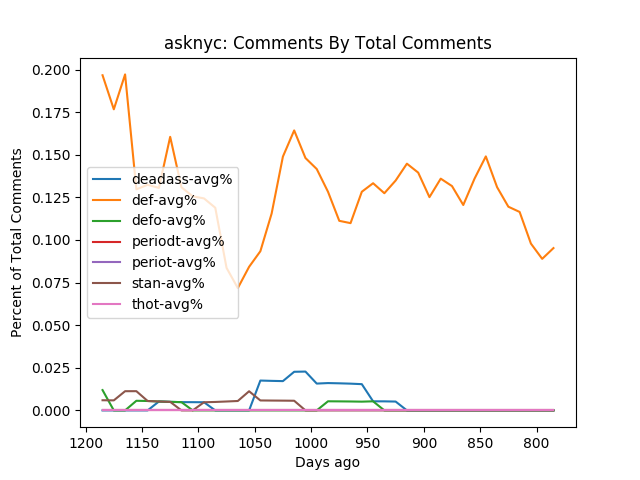 asknyc: Comments By Total Comments
Percent of Total Comments
0.200
0.175
0.150
0.125
0.100
0.075
0.050
0.025
0.000
deadass-avg%
def-avg%
defo-avg%
periodt-avg%
periot-avg%
stan-avg%
thot-avg%
1200 1150 1100 1050 1000 950 900 850 800
Days ago